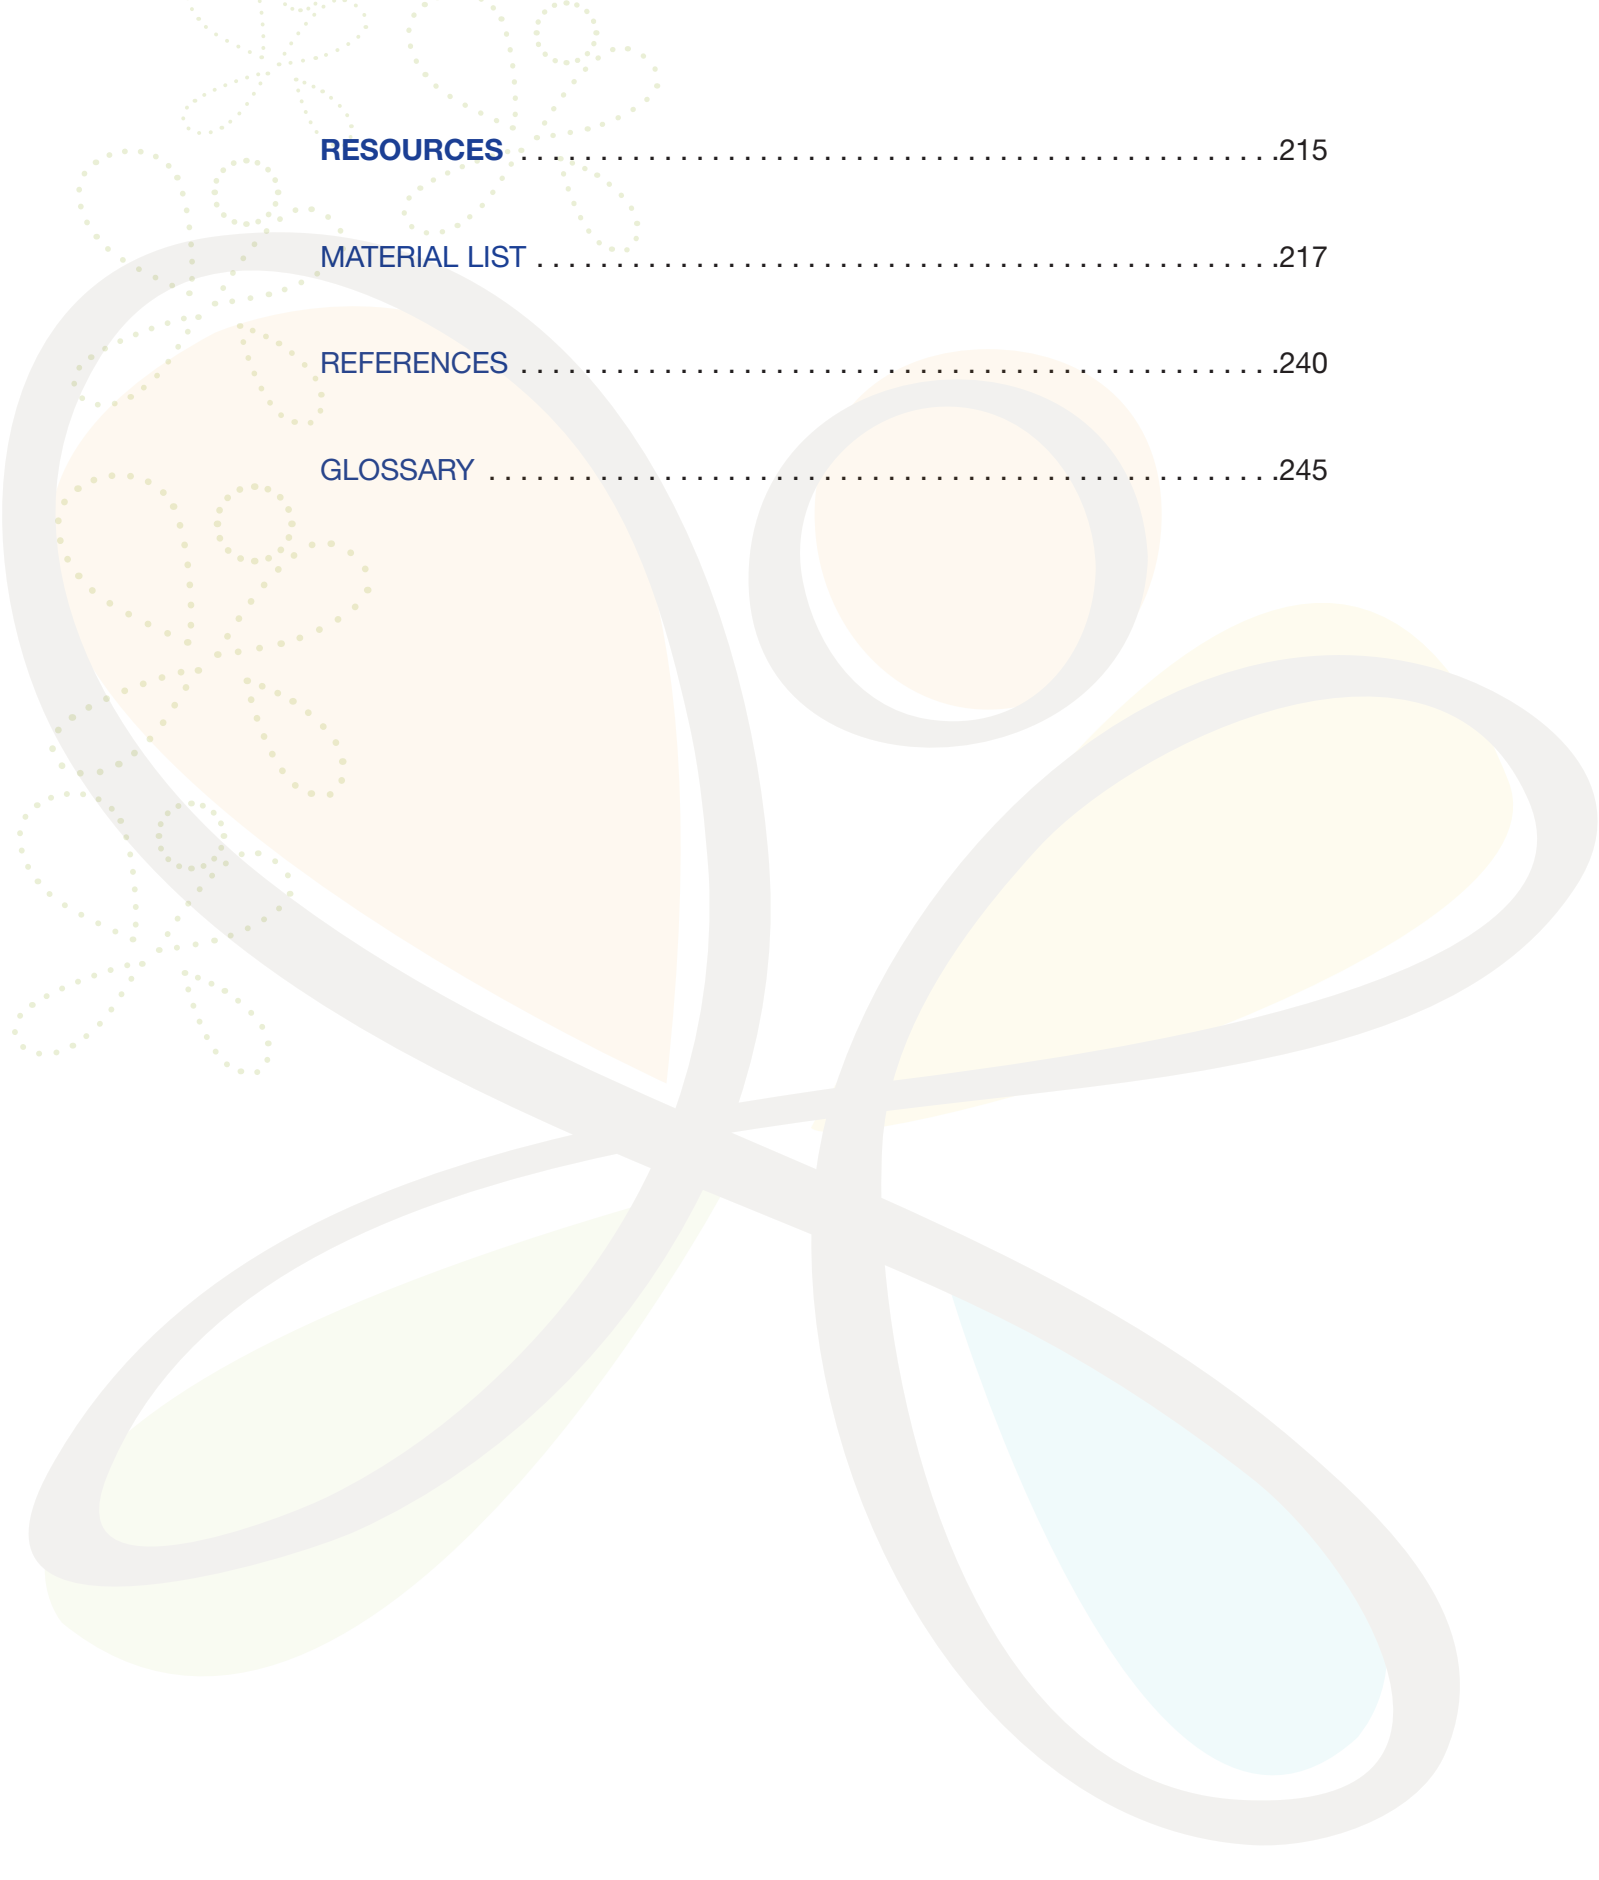 RESOURCES . . . . . . . . . . . . . . . . . . . . . . . . . . . . . . . . . . . . . . . . . . . . . . . .215
MATERIAL LIST . . . . . . . . . . . . . . . . . . . . . . . . . . . . . . . . . . . . . . . . . . . . . . .217
REFERENCES . . . . . . . . . . . . . . . . . . . . . . . . . . . . . . . . . . . . . . . . . . . . . . . .240
GLOSSARY . . . . . . . . . . . . . . . . . . . . . . . . . . . . . . . . . . . . . . . . . . . . . . . . . .245